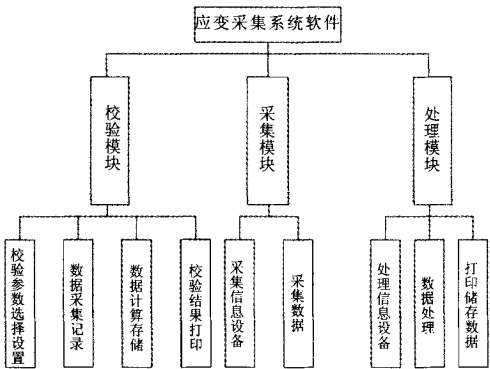 应变采集系统软件
校验模块
采集模块
处理模块
校验参数选择设置
数据采集记录
数据计算存储
校验结果打印
采集信息设备
采集数据
处理信息设备
数据处理
打印储存数据